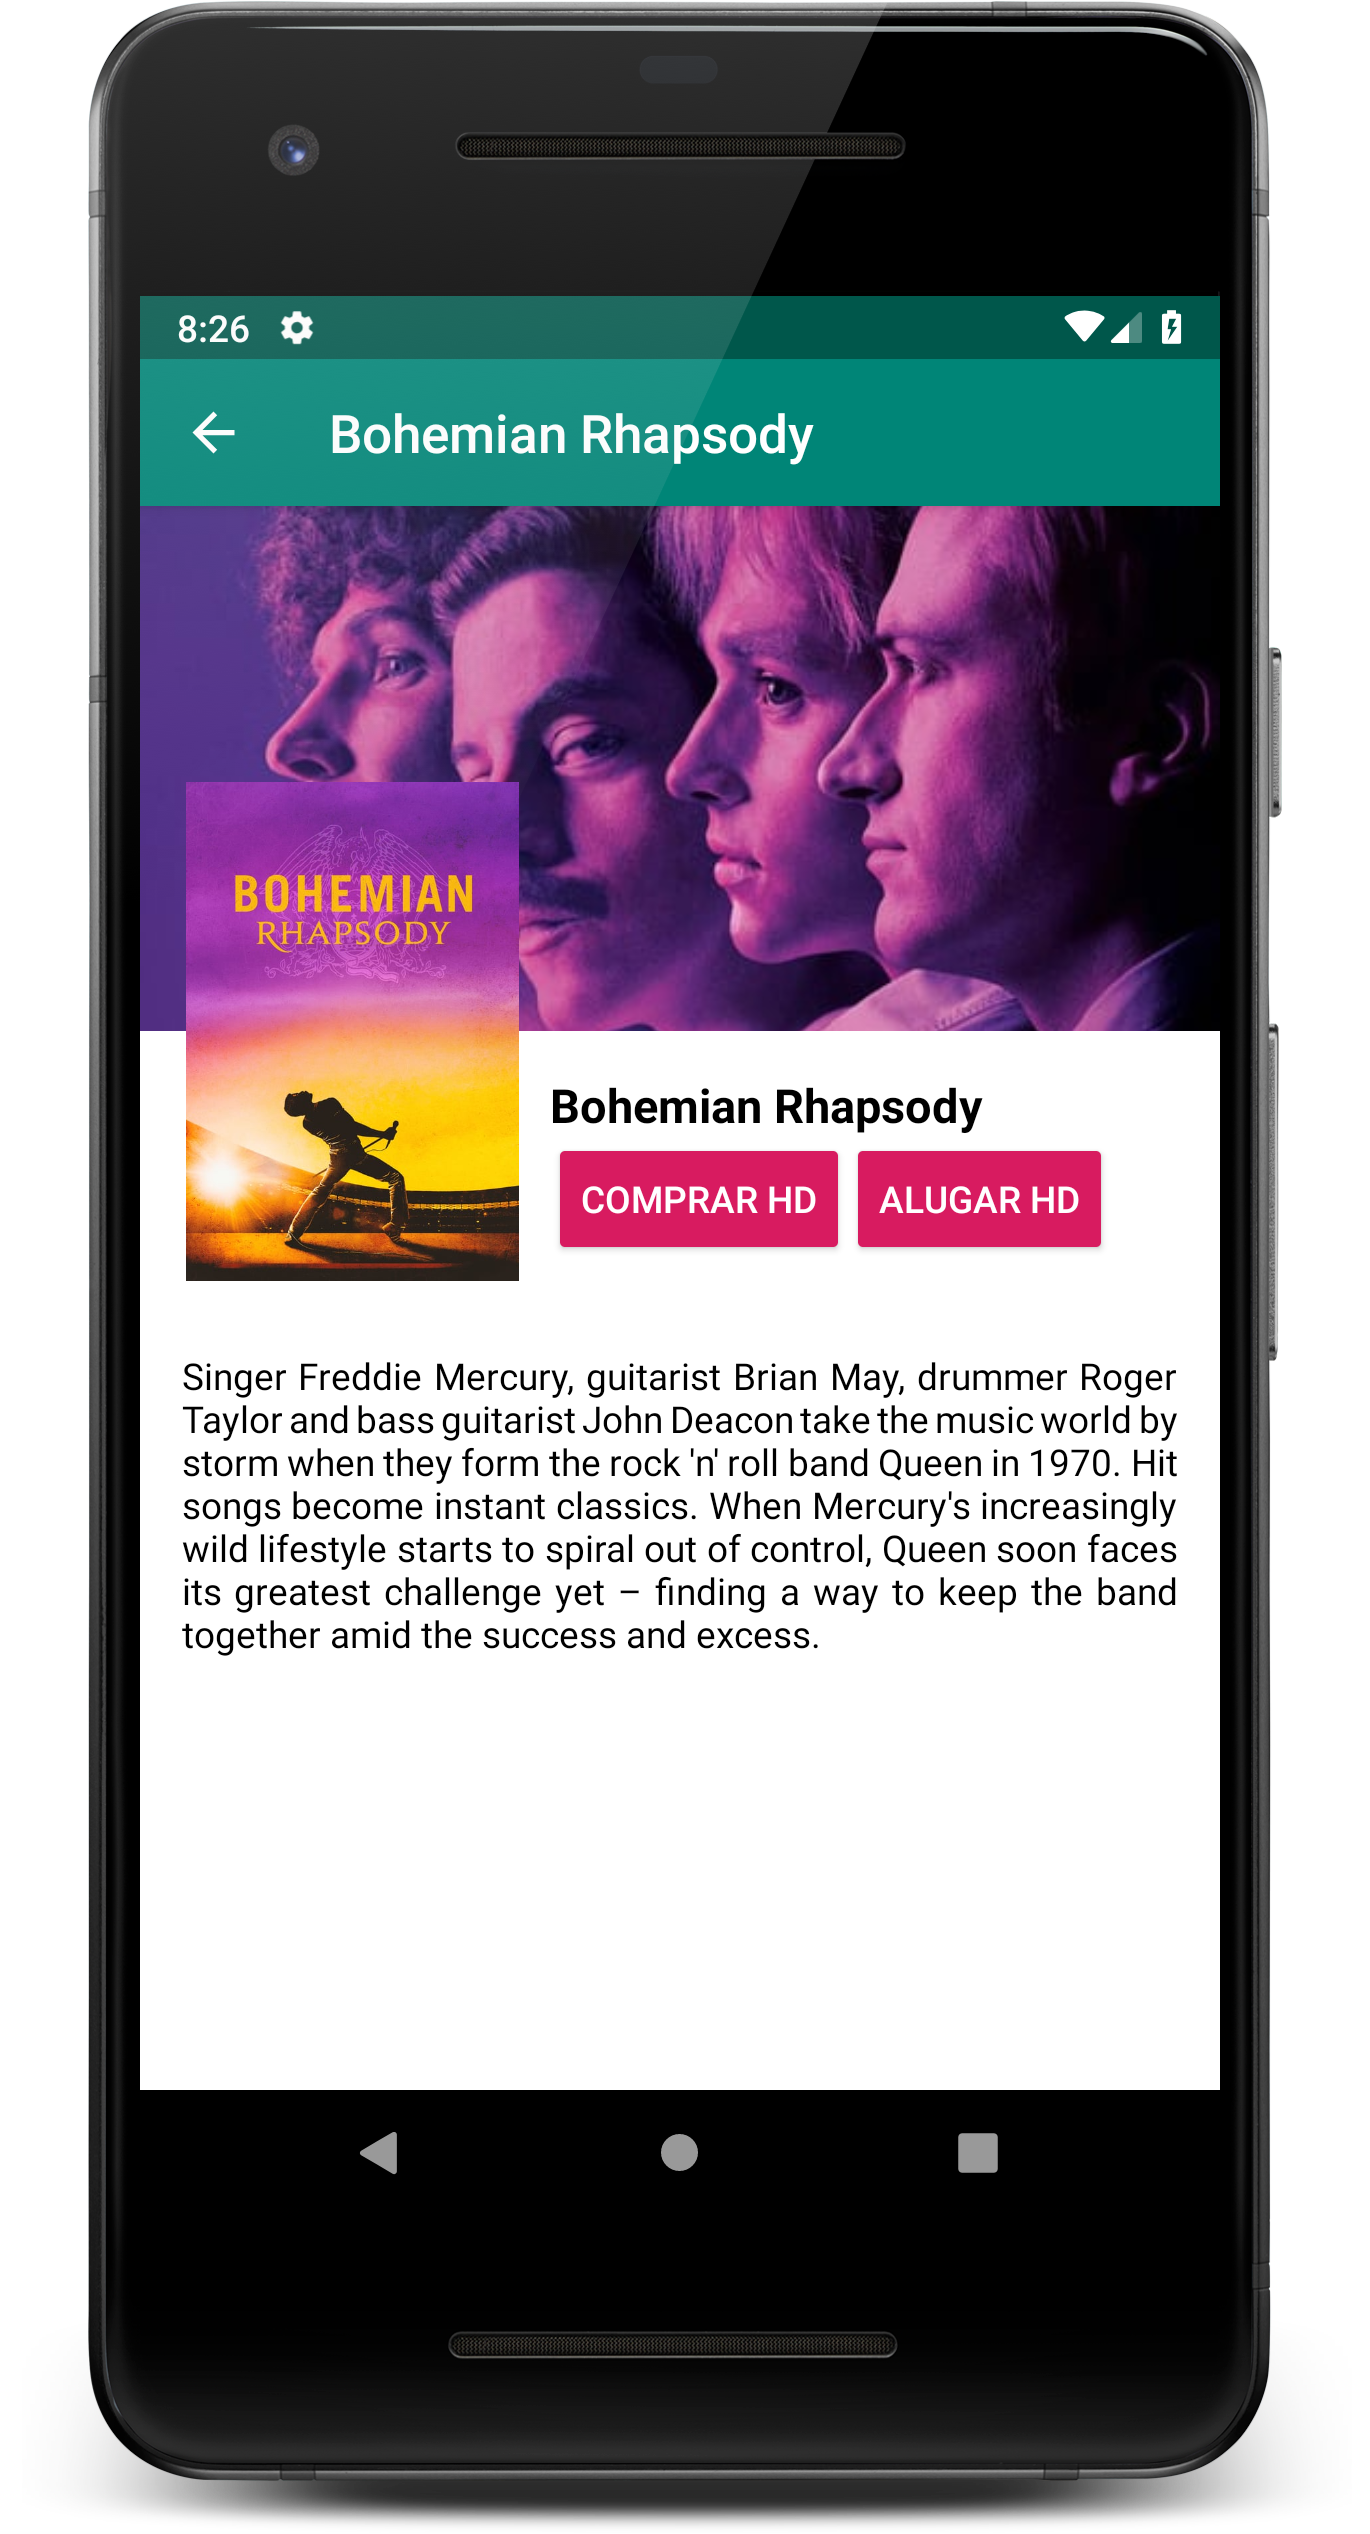 8:26
Bohemian Rhapsody
BOHEMIAN
RHAPSODY
Bohemian Rhapsody
COMPRAR HD
ALUGAR HD
Singer Freddie Mercury, guitarist Brian May, drummer Roger
Taylor and bass guitarist John Deacon take the music world by
storm when they form the rock 'n' roll band Queen in 1970. Hit
songs become instant classics. When Mercury's increasingly
wild lifestyle starts to spiral out of control, Queen soon faces
its greatest challenge yet – finding a way to keep the band
together amid the success and excess.